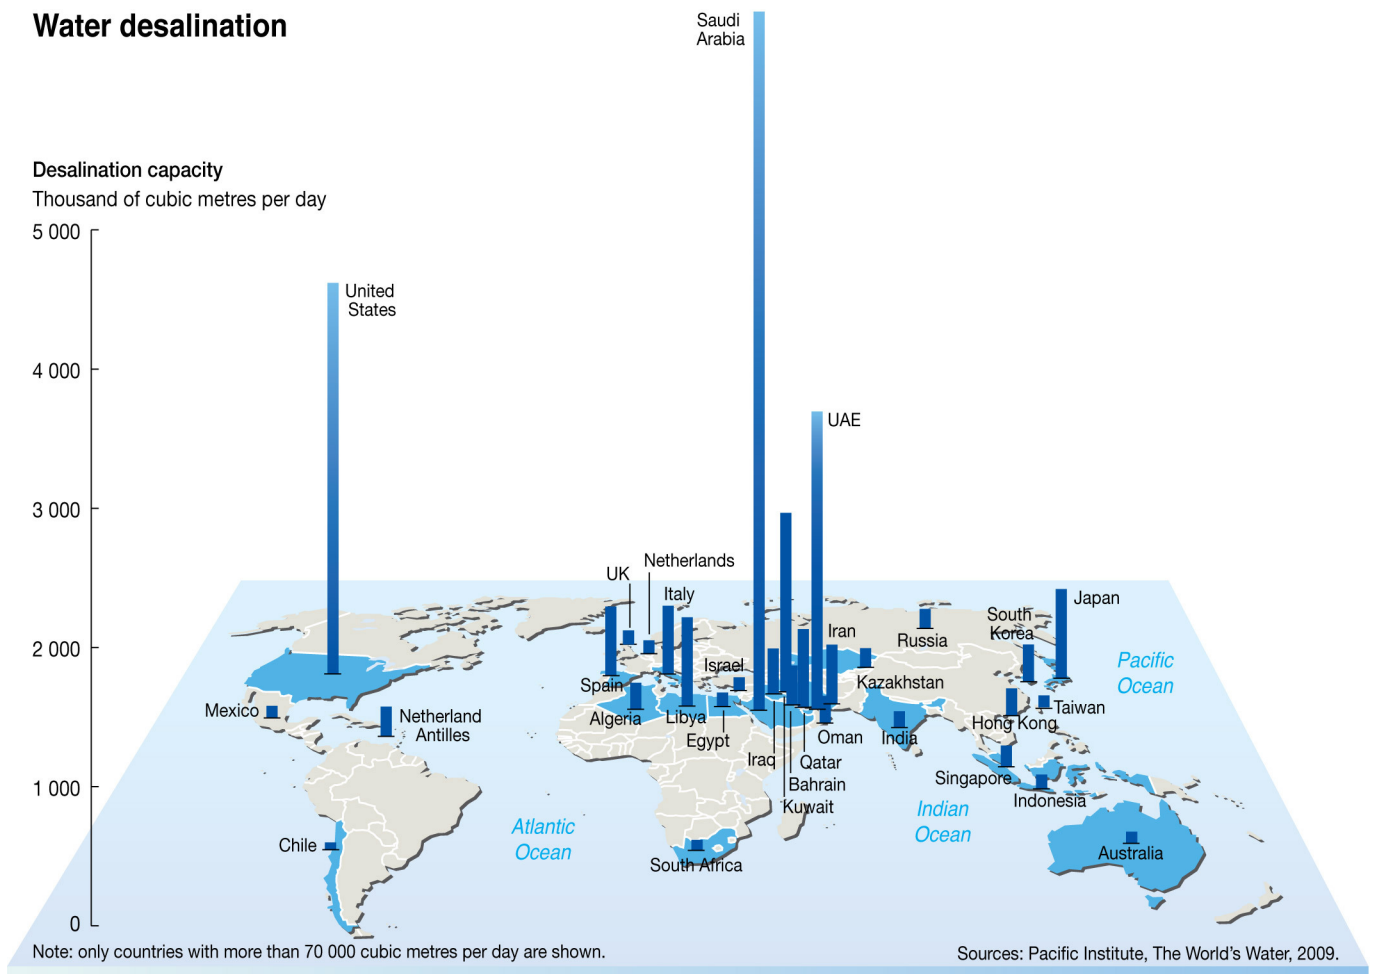 Water desalination
Saudi
Arabia
Desalination capacity
Thousand of cubic metres per day
5 000
4 000
3 000
2 000
1 000
0
United
States
UAE
Netherlands
UK
Italy
Japan
South
Korea
Iran
Russia
Israel
Spain
Kazakhstan
Pacific
Ocean
Mexico
Netherland
Antilles
Algeria
Libya
Egypt
Taiwan
Hong Kong
Oman
India
Iraq
Qatar
Bahrain
Kuwait
Singapore
Indonesia
Indian
Ocean
Atlantic
Ocean
Chile
South Africa
Australia
Note: only countries with more than 70 000 cubic metres per day are shown.
Sources: Pacific Institute, The World's Water, 2009.